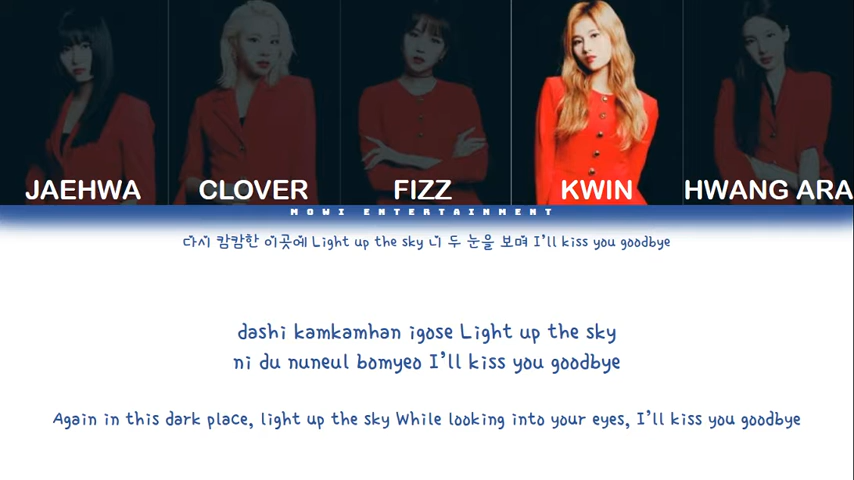 JAEHWA CLOVER FIZZ KWIN HWANG ARA
MOWI ENTERTAINMENT
다시 캄캄한 이곳에 Light up the sky 니 두 눈을 보며 I'll kiss you goodbye
dashi kamkamhan igose Light up the sky
ni du nuneul bomyeo I'll kiss you goodbye
Again in this dark place, light up the sky While looking into your eyes, I'll kiss you goodbye